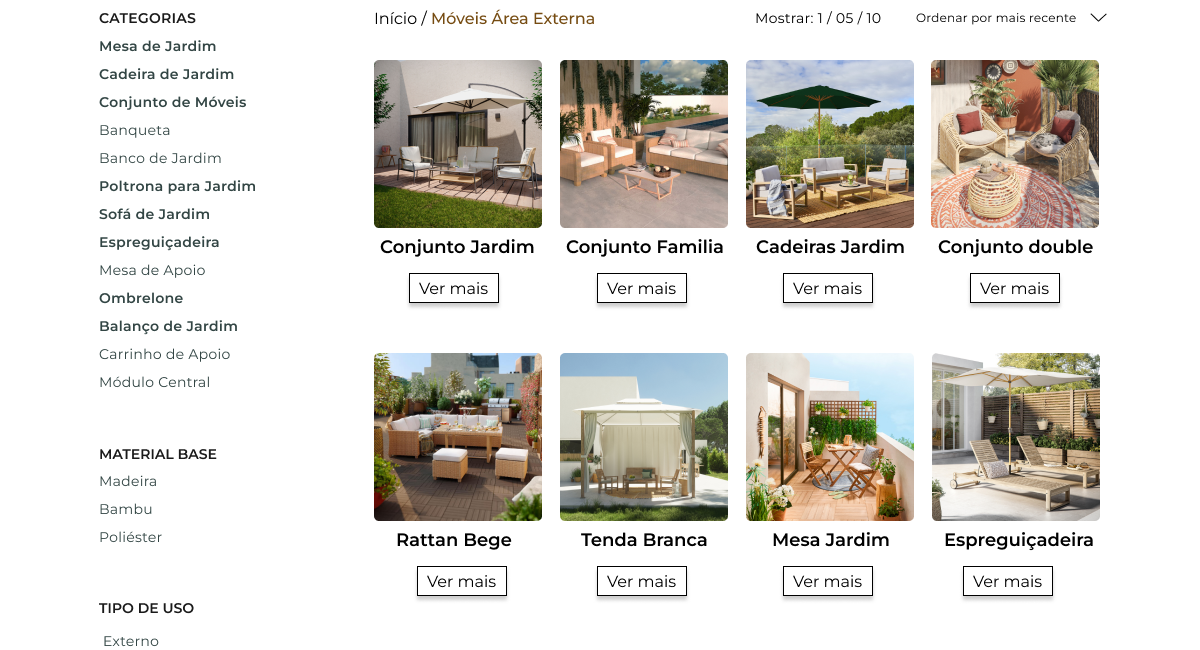 CATEGORIAS
Mesa de Jardim
Cadeira de Jardim
Conjunto de Móveis
Banqueta
Banco de Jardim
Poltrona para Jardim
Sofá de Jardim
Espreguiçadeira
Mesa de Apoio
Ombrelone
Balanço de Jardim
Carrinho de Apoio
Módulo Central
MATERIAL BASE
Madeira
Bambu
Poliéster
TIPO DE USO
Externo
Início / Móveis Área Externa
Mostrar: 1 / 05 / 10
Ordenar por mais recente
Conjunto Jardim
Conjunto Familia
Cadeiras Jardim
Conjunto double
Ver mais
Ver mais
Ver mais
Ver mais
Rattan Bege
Tenda Branca
Mesa Jardim
Espreguiçadeira
Ver mais
Ver mais
Ver mais
Ver mais